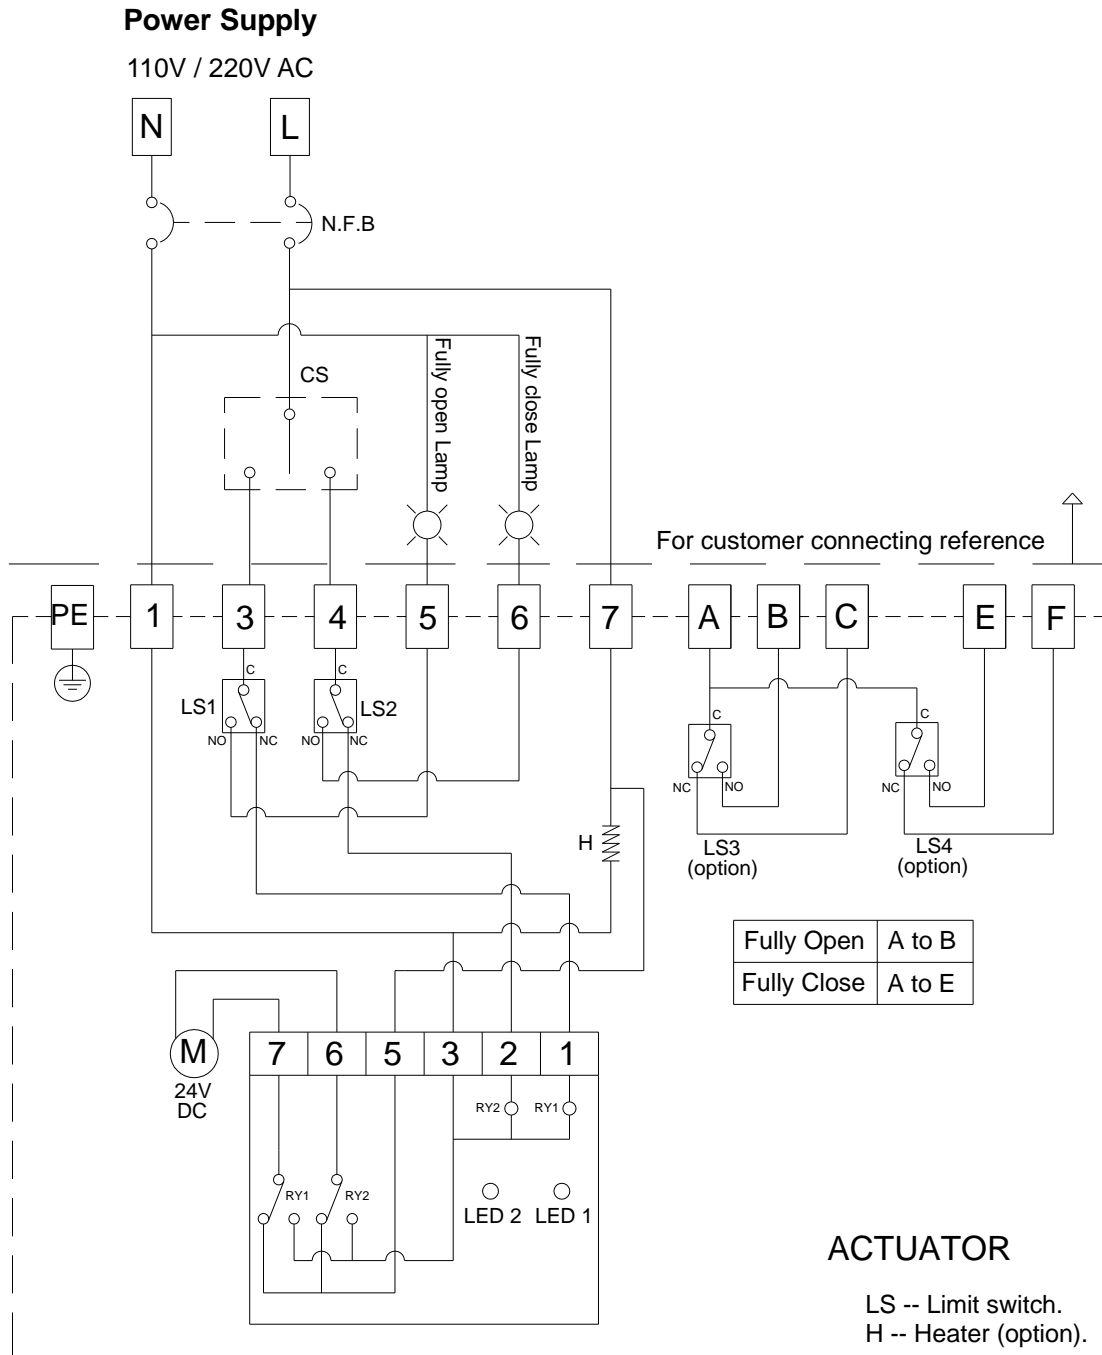 Power Supply
110V / 220V AC
N L
N.F.B
CS
Fully open Lamp
Fully close Lamp
For customer connecting reference
PE 1 3 4 5 6 7 A B C E F
C C
LS1 LS2
NO NC NO NC
C C
NC NO NC NO
LS3
(option)
LS4
(option)
H
Fully Open A to B
Fully Close A to E
M
24V
DC
7 6 5 3 2 1
RY2 RY1
RY1 RY2
LED 2 LED 1
ACTUATOR
LS -- Limit switch.
H -- Heater (option).